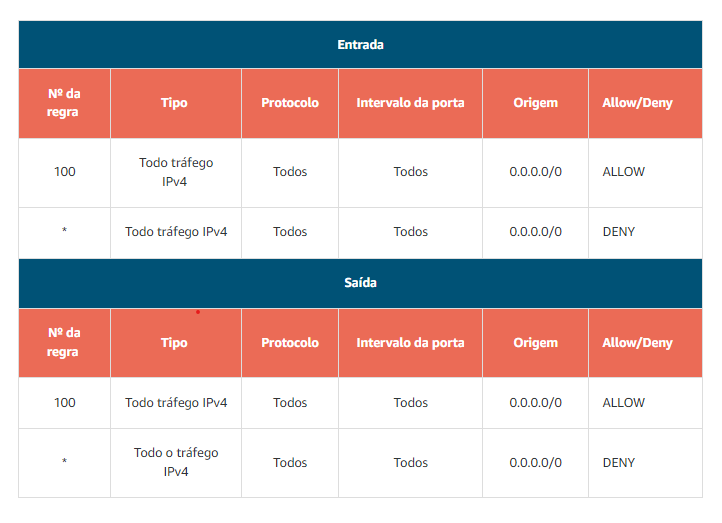 Entrada
Nº da regra Tipo Protocolo Intervalo da porta Origem Allow/Deny
100 Todo tráfego IPv4 Todos Todos 0.0.0.0/0 ALLOW
* Todo tráfego IPv4 Todos Todos 0.0.0.0/0 DENY
Saída
Nº da regra Tipo Protocolo Intervalo da porta Origem Allow/Deny
100 Todo tráfego IPv4 Todos Todos 0.0.0.0/0 ALLOW
* Todo o tráfego IPv4 Todos Todos 0.0.0.0/0 DENY